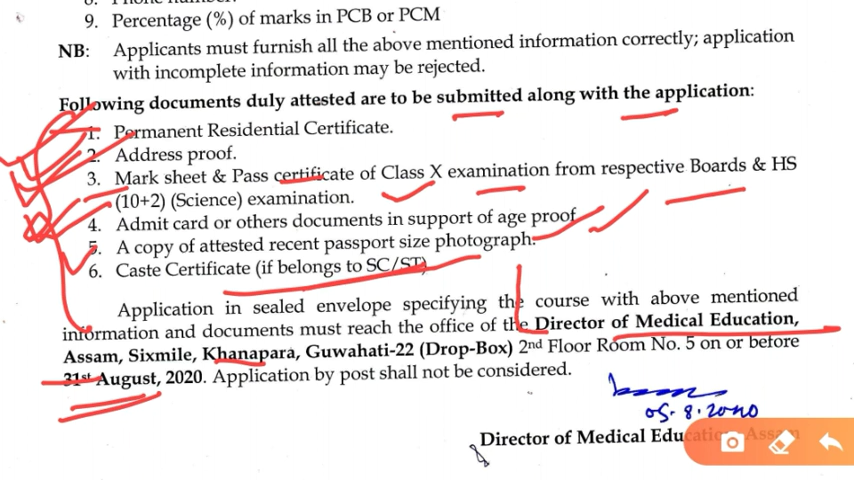 9. Percentage (%) of marks in PCB or PCM
NB: Applicants must furnish all the above mentioned information correctly; application
with incomplete information may be rejected.
Following documents duly attested are to be submitted along with the application:
1. Permanent Residential Certificate.
2. Address proof.
3. Mark sheet & Pass certificate of Class X examination from respective Boards & HS
(10+2) (Science) examination.
4. Admit card or others documents in support of age proof
5. A copy of attested recent passport size photograph.
6. Caste Certificate (if belongs to SC/ST)
Application in sealed envelope specifying the course with above mentioned
information and documents must reach the office of the Director of Medical Education,
Assam, Sixmile, Khanapara, Guwahati-22 (Drop-Box) 2nd Floor Room No. 5 on or before
31st August, 2020. Application by post shall not be considered.
05.8.2020
Director of Medical Education, Assam